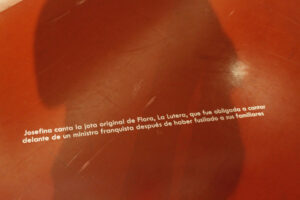 Josefina canta la jota original de Flora, La Lutera, que fue obligada a cantar
delante de un ministro franquista después de haber fusilado a sus familiares